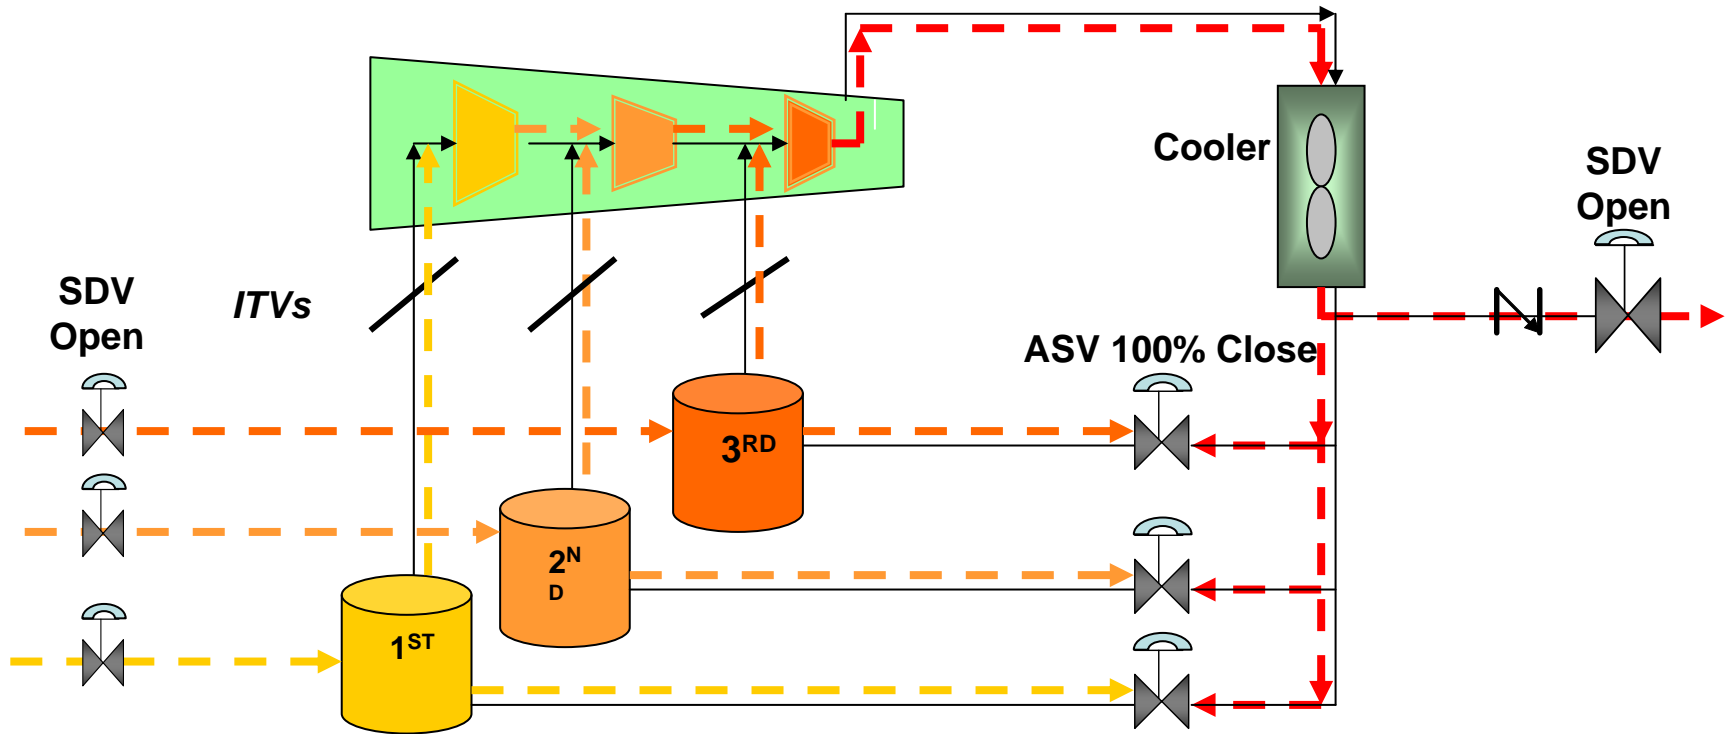 Cooler
SDV
Open
SDV
Open
ITVs
ASV 100% Close
3RD
2N
D
1ST